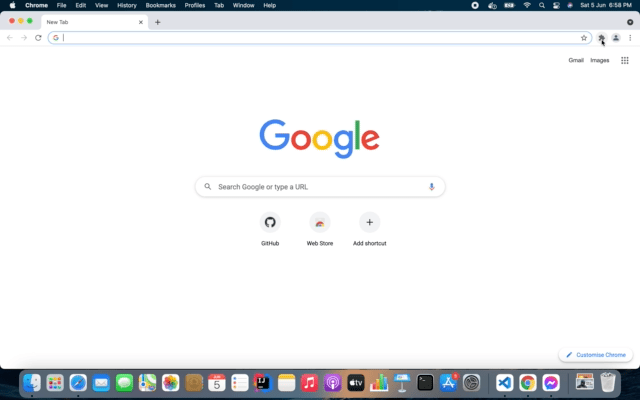 Chrome File Edit View History Bookmarks Profiles Tab Window Help Sat 5 Jun 6:58 PM
New Tab
Gmail Images
Google
Search Google or type a URL
GitHub Web Store Add shortcut
Customise Chrome
5
tv